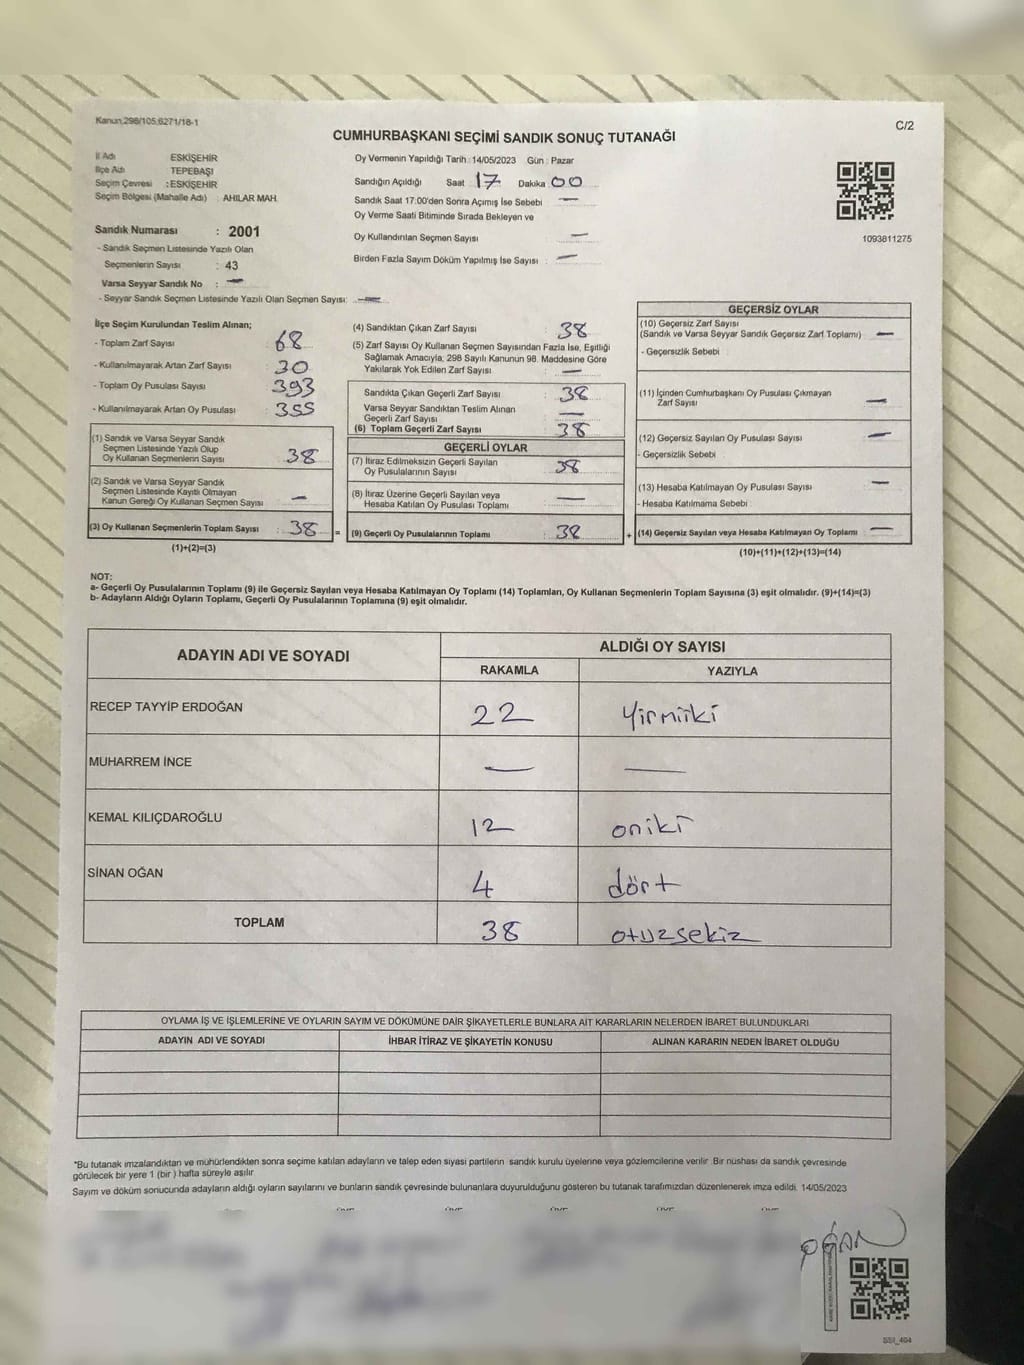 Kanun,298/105,6271/18-1
C/2
CUMHURBAŞKANI SEÇİMİ SANDIK SONUÇ TUTANAĞI
İl Adı ESKİŞEHİR
İlçe Adı TEPEBAŞI
Seçim Çevresi : ESKİŞEHİR
Seçim Bölgesi (Mahalle Adı) : AHILAR MAH.
Sandık Numarası : 2001
- Sandık Seçmen Listesinde Yazılı Olan
Seçmenlerin Sayısı : 43
Varsa Seyyar Sandık No : —
- Seyyar Sandık Seçmen Listesinde Yazılı Olan Seçmen Sayısı: —
Oy Vermenin Yapıldığı Tarih : 14/05/2023 Gün : Pazar
Sandığın Açıldığı Saat 17 Dakika 00
Sandık Saat 17:00'den Sonra Açımış İse Sebebi —
Oy Verme Saati Bitiminde Sırada Bekleyen ve
Oy Kullandırılan Seçmen Sayısı —
Birden Fazla Sayım Döküm Yapılmış İse Sayısı : —
1093811275
İlçe Seçim Kurulundan Teslim Alınan;
- Toplam Zarf Sayısı : 68
- Kullanılmayarak Artan Zarf Sayısı : 30
- Toplam Oy Pusulası Sayısı : 393
- Kullanılmayarak Artan Oy Pusulası : 355
(1) Sandık ve Varsa Seyyar Sandık
Seçmen Listesinde Yazılı Olup
Oy Kullanan Seçmenlerin Sayısı : 38
(2) Sandık ve Varsa Seyyar Sandık
Seçmen Listesinde Kayıtlı Olmayan
Kanun Gereği Oy Kullanan Seçmen Sayısı —
(3) Oy Kullanan Seçmenlerin Toplam Sayısı : 38 =
(1)+(2)=(3)
(4) Sandıktan Çıkan Zarf Sayısı : 38
(5) Zarf Sayısı Oy Kullanan Seçmen Sayısından Fazla İse, Eşitliği
Sağlamak Amacıyla, 298 Sayılı Kanunun 98. Maddesine Göre
Yakılarak Yok Edilen Zarf Sayısı : —
Sandıkta Çıkan Geçerli Zarf Sayısı : 38
Varsa Seyyar Sandıktan Teslim Alınan
Geçerli Zarf Sayısı : —
(6) Toplam Geçerli Zarf Sayısı : 38
GEÇERLİ OYLAR
(7) İtiraz Edilmeksizin Geçerli Sayılan
Oy Pusulalarının Sayısı : 38
(8) İtiraz Üzerine Geçerli Sayılan veya
Hesaba Katılan Oy Pusulası Toplamı : —
(9) Geçerli Oy Pusulalarının Toplamı : 38 +
GEÇERSİZ OYLAR
(10) Geçersiz Zarf Sayısı
(Sandık ve Varsa Seyyar Sandık Geçersiz Zarf Toplamı) : —
- Geçersizlik Sebebi :
(11) İçinden Cumhurbaşkanı Oy Pusulası Çıkmayan
Zarf Sayısı : —
(12) Geçersiz Sayılan Oy Pusulası Sayısı : —
- Geçersizlik Sebebi
(13) Hesaba Katılmayan Oy Pusulası Sayısı : —
- Hesaba Katılmama Sebebi :
(14) Geçersiz Sayılan veya Hesaba Katılmayan Oy Toplamı : —
(10)+(11)+(12)+(13)=(14)
NOT:
a- Geçerli Oy Pusulalarının Toplamı (9) ile Geçersiz Sayılan veya Hesaba Katılmayan Oy Toplamı (14) Toplamları, Oy Kullanan Seçmenlerin Toplam Sayısına (3) eşit olmalıdır. (9)+(14)=(3)
b- Adayların Aldığı Oyların Toplamı, Geçerli Oy Pusulalarının Toplamına (9) eşit olmalıdır.
ADAYIN ADI VE SOYADI ALDIĞI OY SAYISI
RAKAMLA YAZIYLA
RECEP TAYYİP ERDOĞAN 22 Yirmiiki
MUHARREM İNCE — —
KEMAL KILIÇDAROĞLU 12 oniki
SİNAN OĞAN 4 dört
TOPLAM 38 otuzsekiz
OYLAMA İŞ VE İŞLEMLERİNE VE OYLARIN SAYIM VE DÖKÜMÜNE DAİR ŞİKAYETLERLE BUNLARA AİT KARARLARIN NELERDEN İBARET BULUNDUKLARI
ADAYIN ADI VE SOYADI İHBAR İTİRAZ VE ŞİKAYETİN KONUSU ALINAN KARARIN NEDEN İBARET OLDUĞU
*Bu tutanak imzalandıktan ve mühürlendikten sonra seçime katılan adayların ve talep eden siyasi partilerin sandık kurulu üyelerine veya gözlemcilerine verilir. Bir nüshası da sandık çevresinde
görülecek bir yere 1 (bir ) hafta süreyle asılır.
Sayım ve döküm sonucunda adayların aldığı oyların sayılarını ve bunların sandık çevresinde bulunanlara duyurulduğunu gösteren bu tutanak tarafımızdan düzenlenerek imza edildi. 14/05/2023
OĞAN
SSI_404